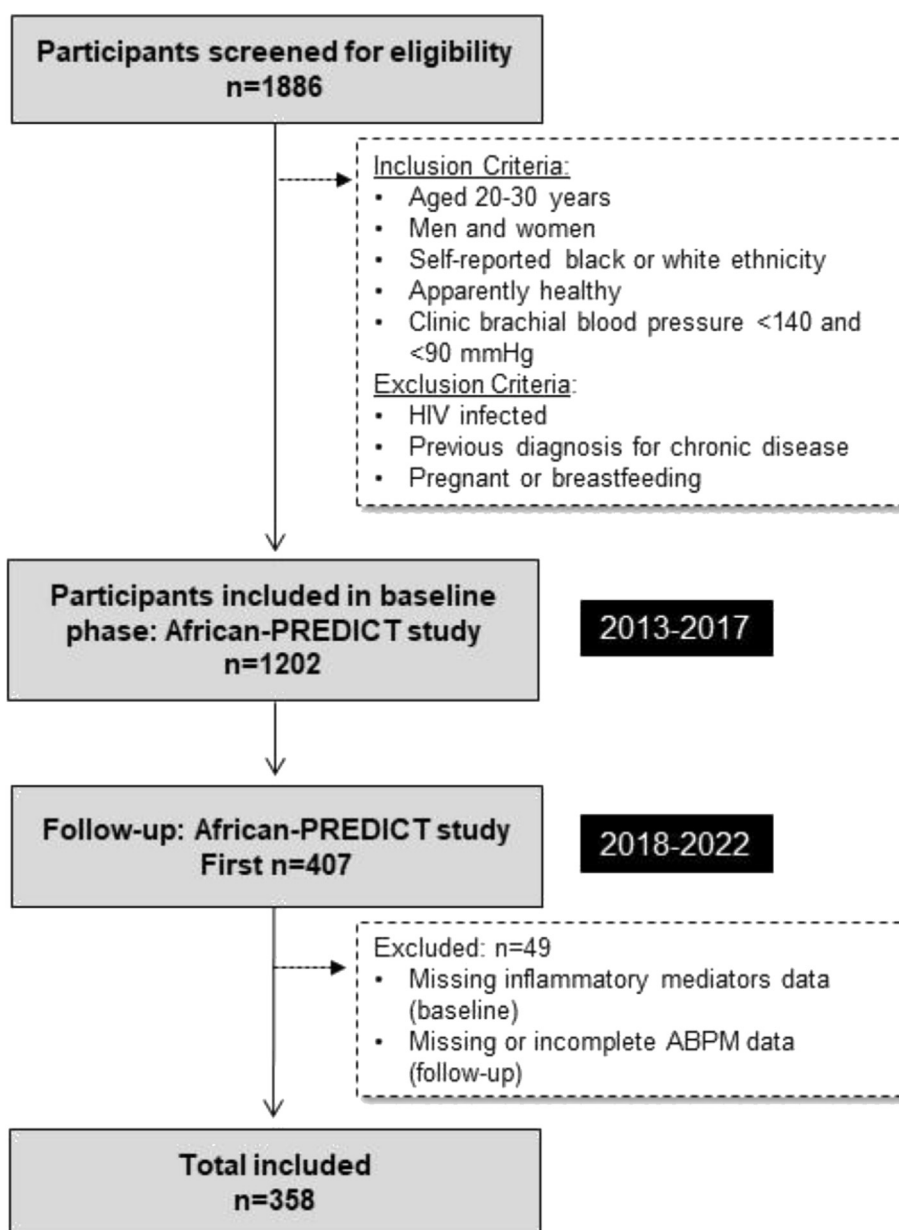 Participants screened for eligibility
n=1886
Inclusion Criteria:
• Aged 20-30 years
• Men and women
• Self-reported black or white ethnicity
• Apparently healthy
• Clinic brachial blood pressure <140 and
<90 mmHg
Exclusion Criteria:
• HIV infected
• Previous diagnosis for chronic disease
• Pregnant or breastfeeding
Participants included in baseline
phase: African-PREDICT study
n=1202
2013-2017
Follow-up: African-PREDICT study
First n=407
2018-2022
Excluded: n=49
• Missing inflammatory mediators data
(baseline)
• Missing or incomplete ABPM data
(follow-up)
Total included
n=358